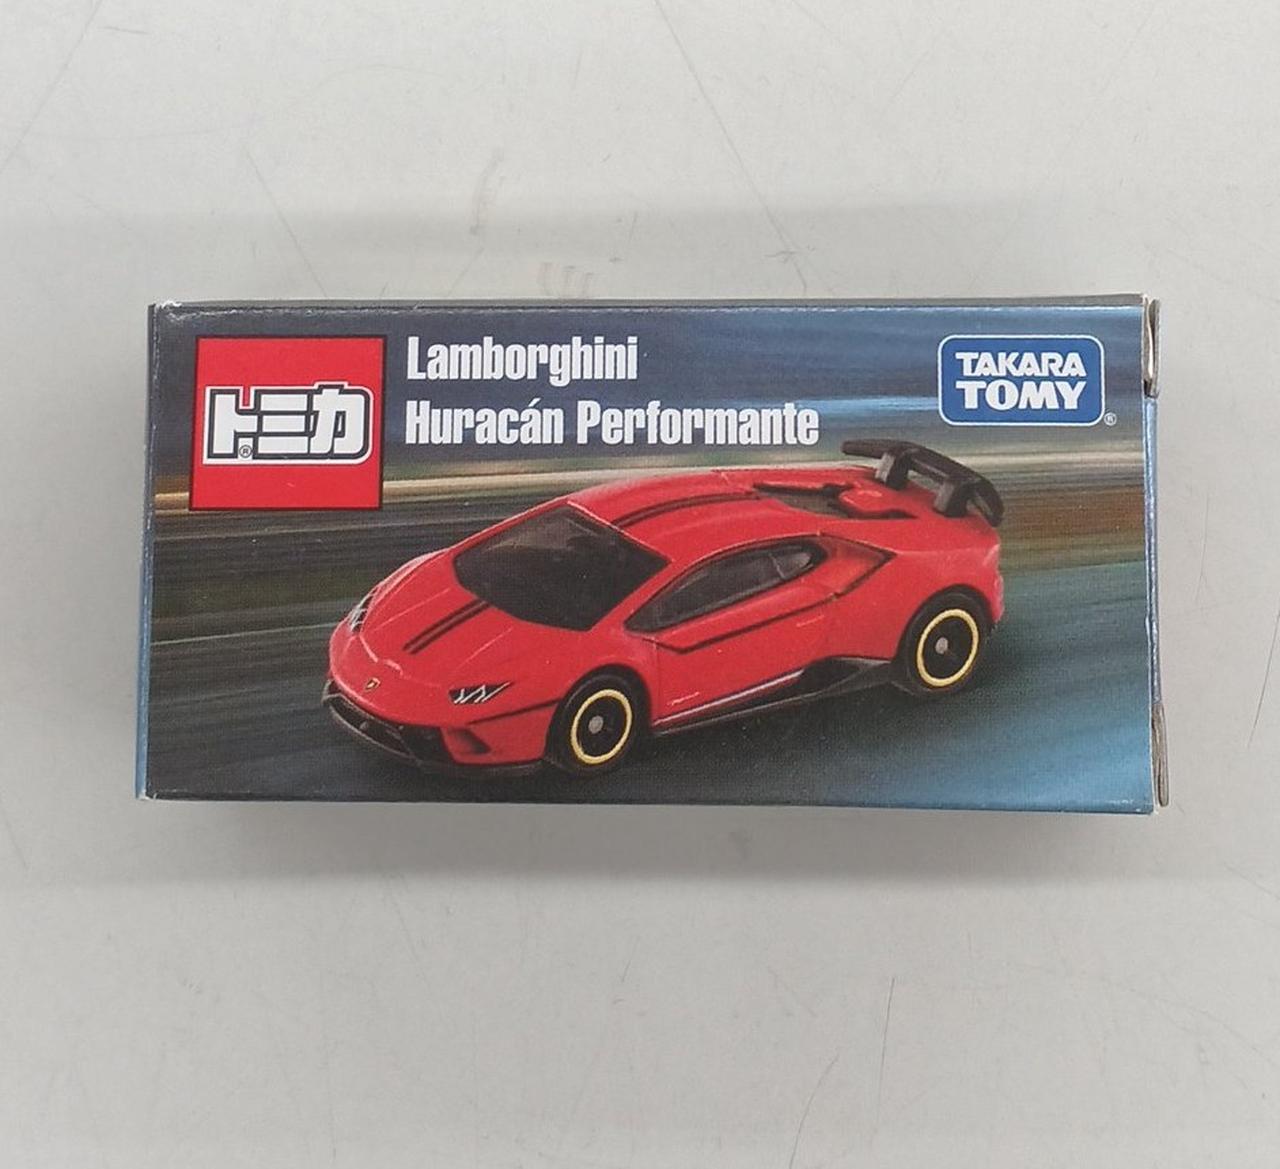 トミカ
®
Lamborghini
Huracán Performante
TAKARA
TOMY
®